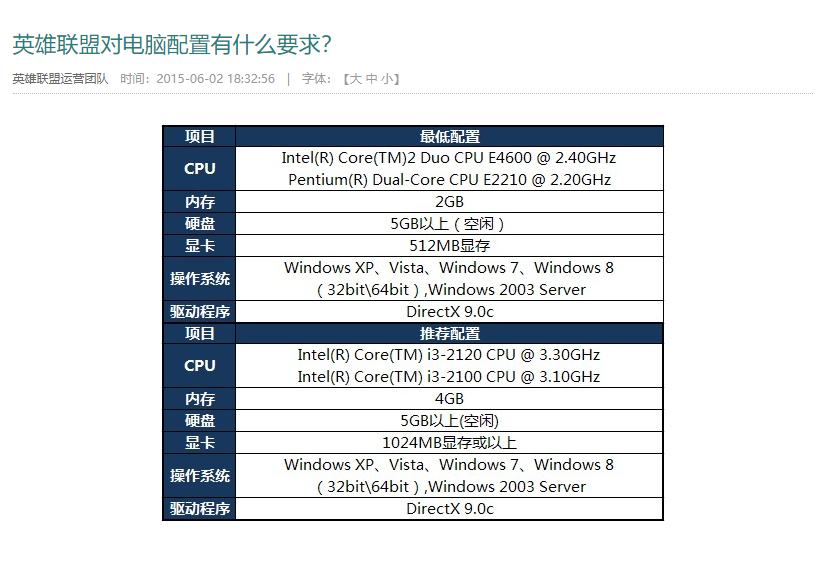 英雄联盟对电脑配置有什么要求?
英雄联盟运营团队 时间：2015-06-02 18:32:56 | 字体：【大 中 小】
项目 最低配置
CPU Intel(R) Core(TM)2 Duo CPU E4600 @ 2.40GHz
Pentium(R) Dual-Core CPU E2210 @ 2.20GHz
内存 2GB
硬盘 5GB以上（空闲）
显卡 512MB显存
操作系统 Windows XP、Vista、Windows 7、Windows 8
（32bit\64bit）,Windows 2003 Server
驱动程序 DirectX 9.0c
项目 推荐配置
CPU Intel(R) Core(TM) i3-2120 CPU @ 3.30GHz
Intel(R) Core(TM) i3-2100 CPU @ 3.10GHz
内存 4GB
硬盘 5GB以上(空闲)
显卡 1024MB显存或以上
操作系统 Windows XP、Vista、Windows 7、Windows 8
（32bit\64bit）,Windows 2003 Server
驱动程序 DirectX 9.0c